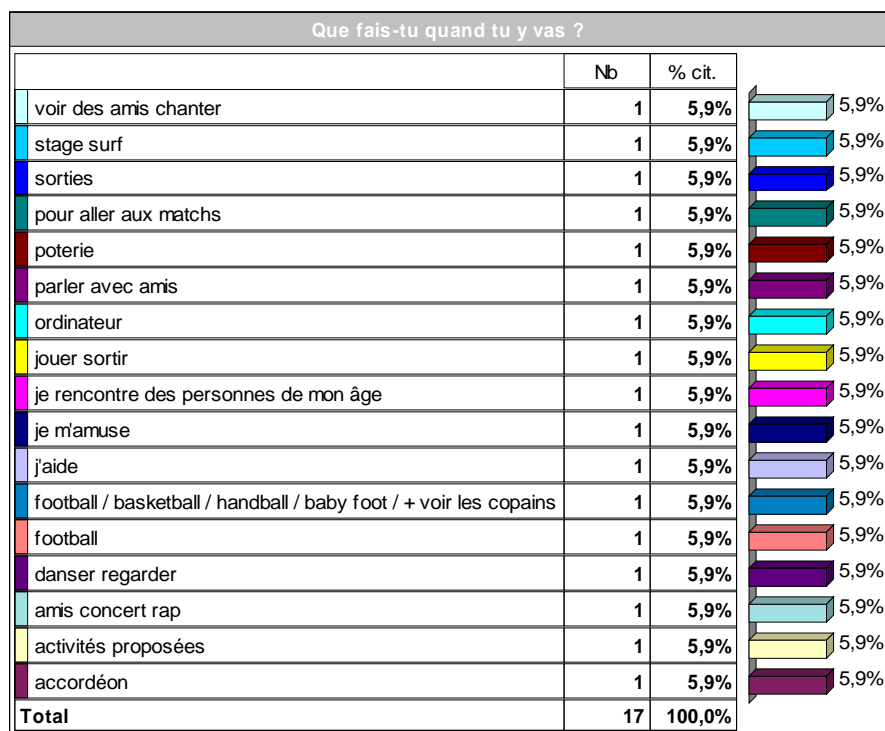 Que fais-tu quand tu y vas ?
Nb % cit.
voir des amis chanter 1 5,9% 5,9%
stage surf 1 5,9% 5,9%
sorties 1 5,9% 5,9%
pour aller aux matchs 1 5,9% 5,9%
poterie 1 5,9% 5,9%
parler avec amis 1 5,9% 5,9%
ordinateur 1 5,9% 5,9%
jouer sortir 1 5,9% 5,9%
je rencontre des personnes de mon âge 1 5,9% 5,9%
je m'amuse 1 5,9% 5,9%
j'aide 1 5,9% 5,9%
football / basketball / handball / baby foot / + voir les copains 1 5,9% 5,9%
football 1 5,9% 5,9%
danser regarder 1 5,9% 5,9%
amis concert rap 1 5,9% 5,9%
activités proposées 1 5,9% 5,9%
accordéon 1 5,9% 5,9%
Total 17 100,0%